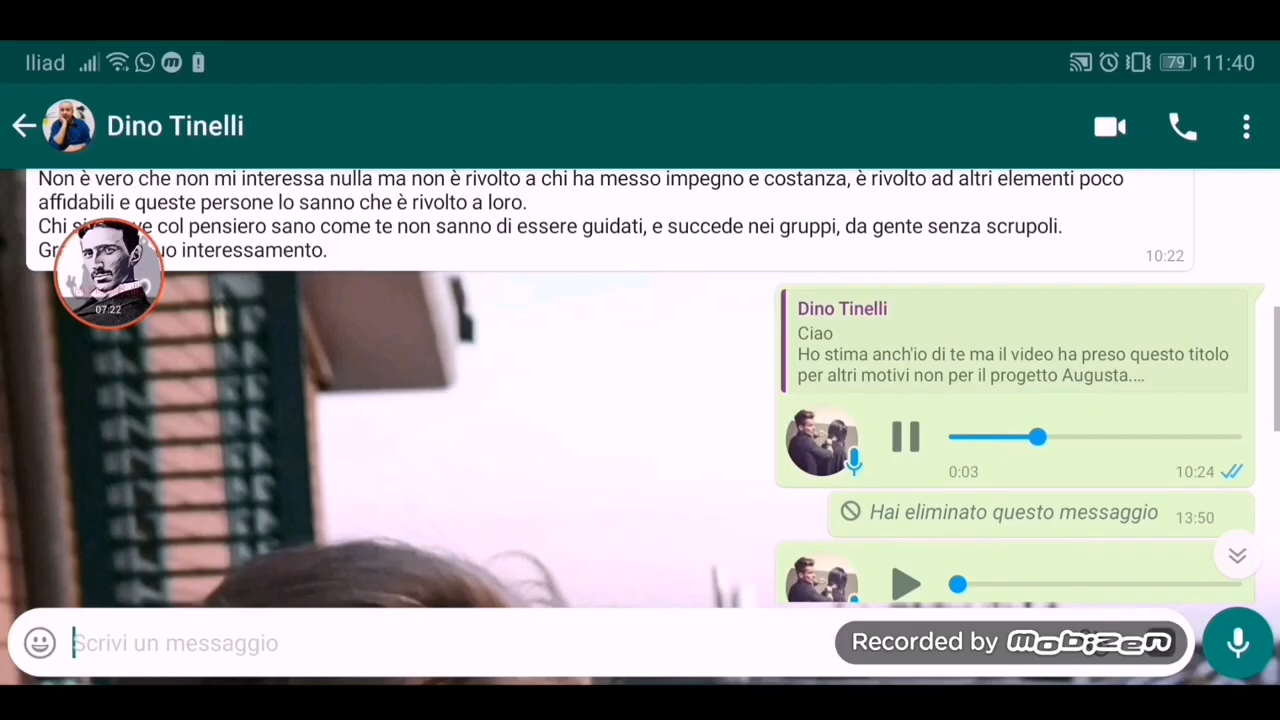 Iliad
79 11:40
Dino Tinelli
Non è vero che non mi interessa nulla ma non è rivolto a chi ha messo impegno e costanza, è rivolto ad altri elementi poco
affidabili e queste persone lo sanno che è rivolto a loro.
Chi col pensiero sano come te non sanno di essere guidati, e succede nei gruppi, da gente senza scrupoli.
interessamento.
10:22
07:22
Dino Tinelli
Ciao
Ho stima anch'io di te ma il video ha preso questo titolo
per altri motivi non per il progetto Augusta....
0:03 10:24
Hai eliminato questo messaggio 13:50
Scrivi un messaggio
Recorded by mobizen